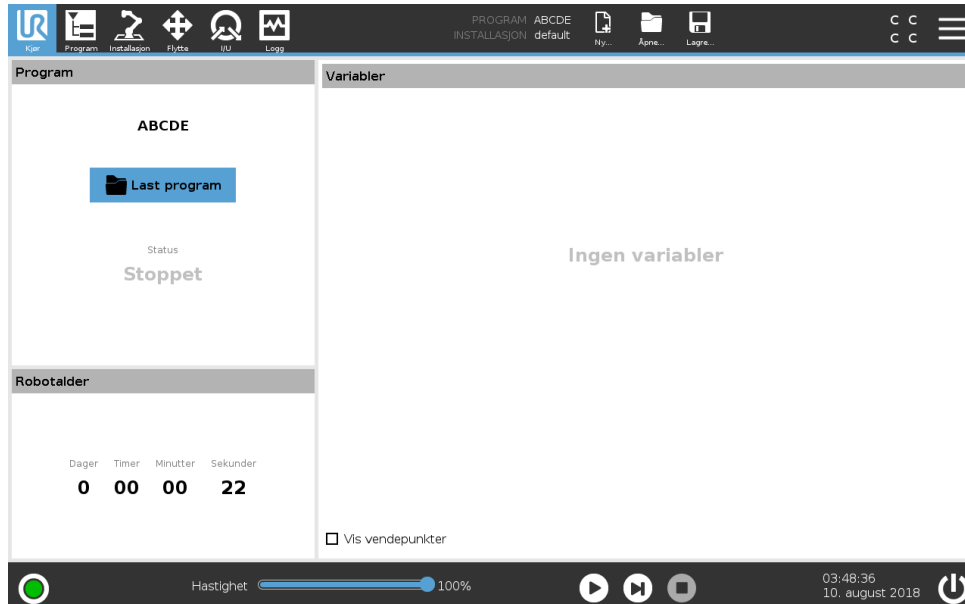 PROGRAM ABCDE
INSTALLASJON default
C C
C C
Kjør Program Installasjon Flytte I/U Logg Ny... Åpne... Lagre...
Program
ABCDE
Last program
Status
Stoppet
Variabler
Ingen variabler
Robotalder
Dager Timer Minutter Sekunder
0 00 00 22
Vis vendepunkter
Hastighet 100%
03:48:36
10. august 2018